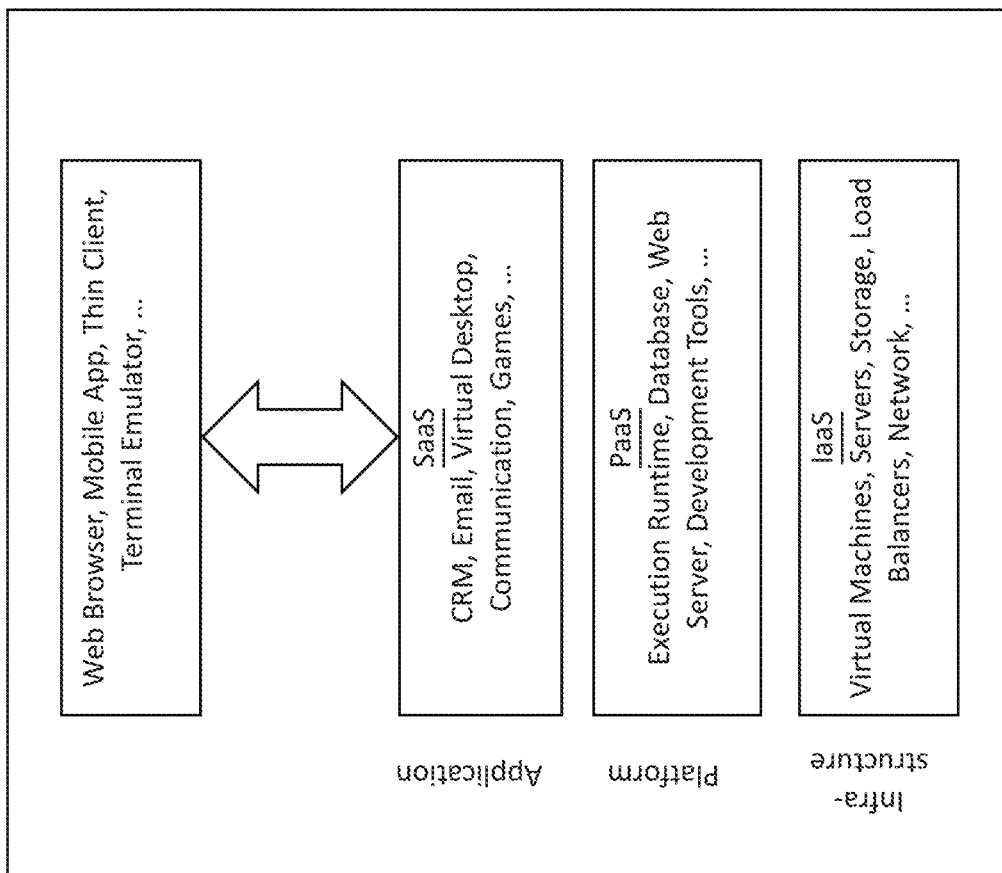 Web Browser, Mobile App, Thin Client,
Terminal Emulator, ...
Application
SaaS
CRM, Email, Virtual Desktop,
Communication, Games, ...
Platform
PaaS
Execution Runtime, Database, Web
Server, Development Tools, ...
Infra-
structure
IaaS
Virtual Machines, Servers, Storage, Load
Balancers, Network, ...